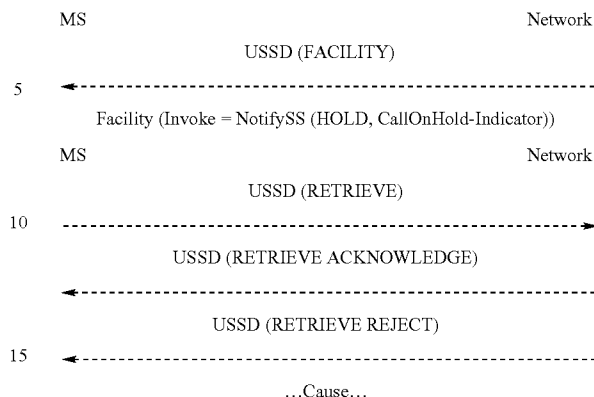 MS Network
USSD (FACILITY)
5
Facility (Invoke = NotifySS (HOLD, CallOnHold-Indicator))
MS Network
USSD (RETRIEVE)
10
USSD (RETRIEVE ACKNOWLEDGE)
USSD (RETRIEVE REJECT)
15
…Cause…